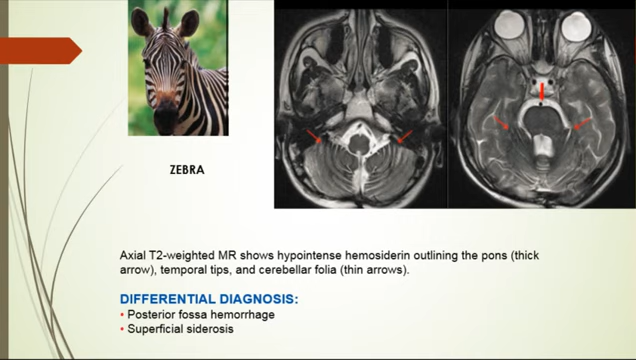 ZEBRA
Axial T2-weighted MR shows hypointense hemosiderin outlining the pons (thick
arrow), temporal tips, and cerebellar folia (thin arrows).
DIFFERENTIAL DIAGNOSIS:
• Posterior fossa hemorrhage
• Superficial siderosis